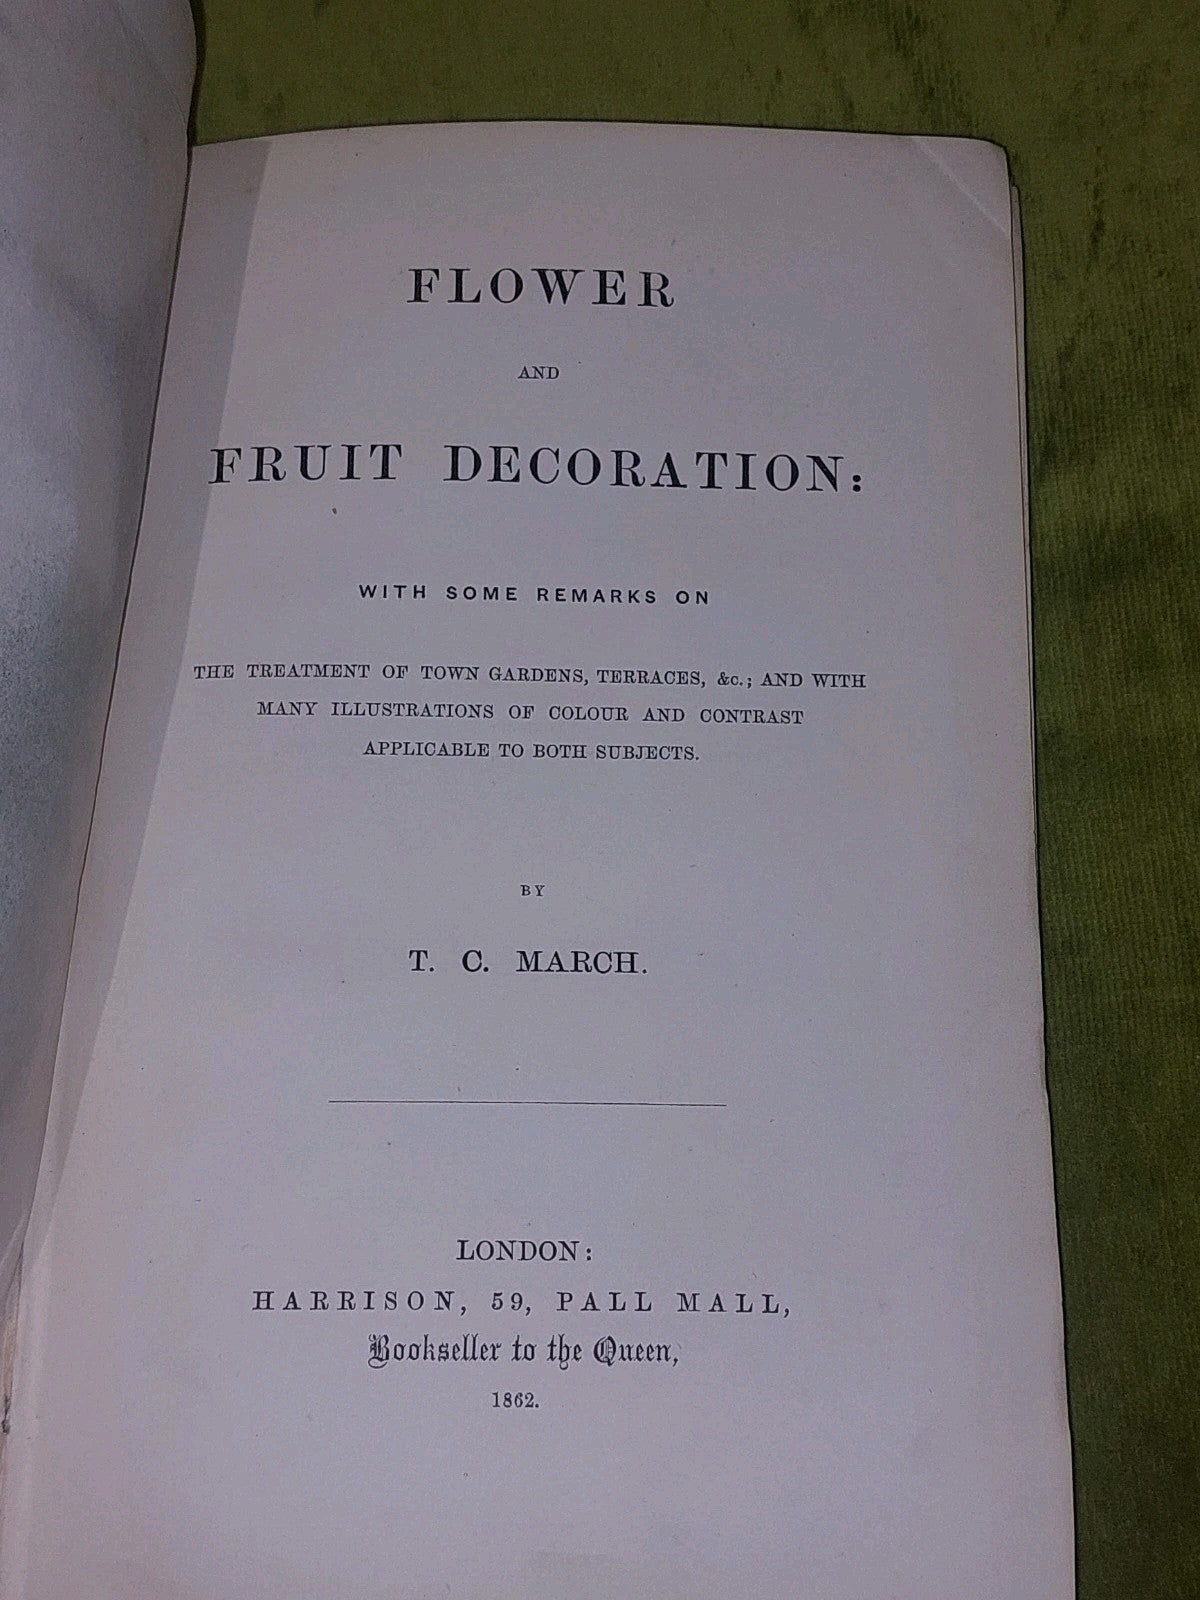 FLOWER
AND
FRUIT DECORATION:
WITH SOME REMARKS ON
THE TREATMENT OF TOWN GARDENS, TERRACES, &c.; AND WITH
MANY ILLUSTRATIONS OF COLOUR AND CONTRAST
APPLICABLE TO BOTH SUBJECTS.
BY
T. C. MARCH.
LONDON:
HARRISON, 59, PALL MALL,
Bookseller to the Queen,
1862.